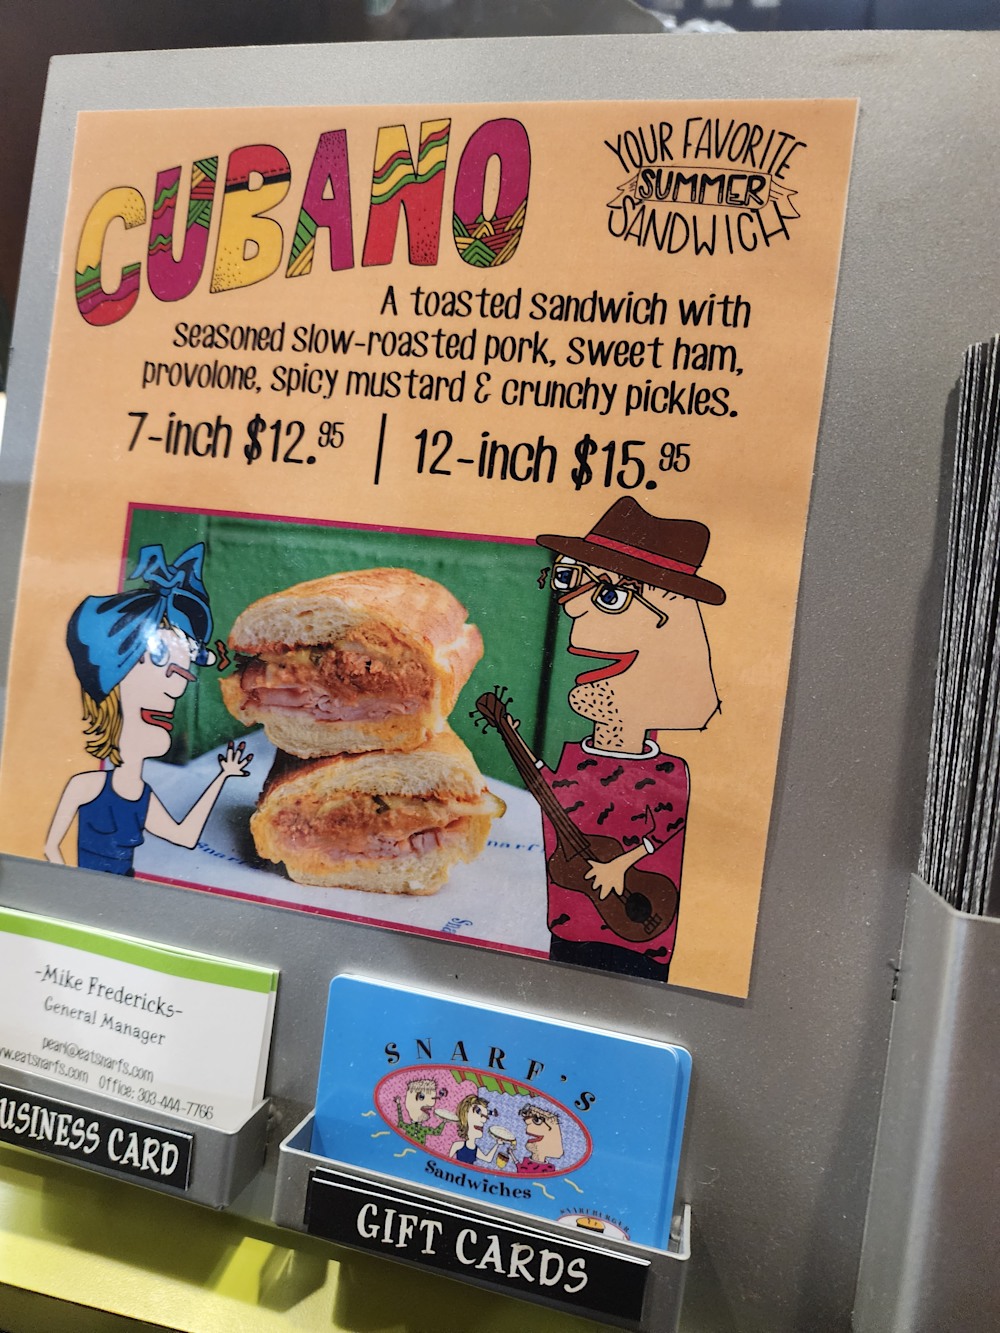 CUBANO
YOUR FAVORITE
SUMMER
SANDWICH
A toasted sandwich with
seasoned slow-roasted pork, sweet ham,
provolone, spicy mustard & crunchy pickles.
7-inch $12.95 | 12-inch $15.95
-Mike Fredericks-
General Manager
pearl@eatsnarfs.com
w.eatsnarfs.com Office: 303-444-7766
USINESS CARD
SNARF'S
Sandwiches
SNARFBURGER
GIFT CARDS